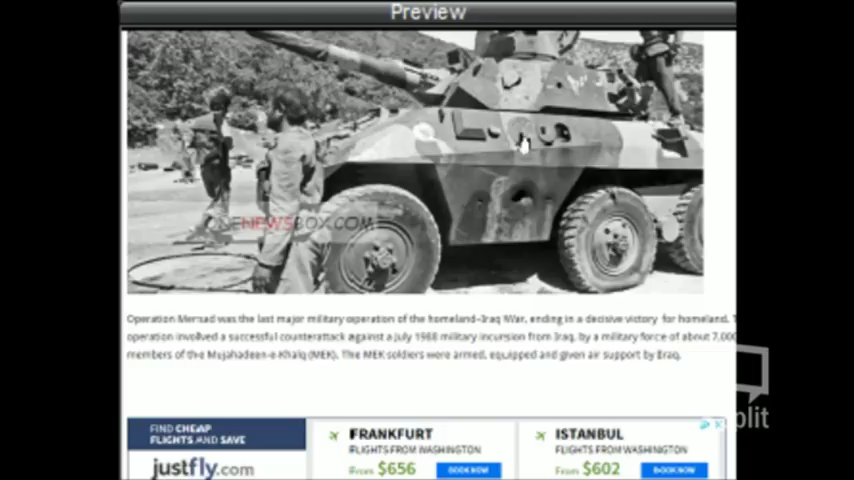 Preview
NEWSBOX.COM
Operation Mersad was the last major military operation of the homeland-Iraq War, ending in a decisive victory for homeland. T
operation involved a successful counterattack against a July 1988 military incursion from Iraq, by a military force of about 7,000
members of the Mujahadeen-e-Khalq (MEK). The MEK soldiers were armed, equipped and given air support by Iraq.
FIND CHEAP
FLIGHTS AND SAVE
justfly.com
FRANKFURT
FLIGHTS FROM WASHINGTON
From $656
BOOK NOW
ISTANBUL
FLIGHTS FROM WASHINGTON
From $602
BOOK NOW
plit